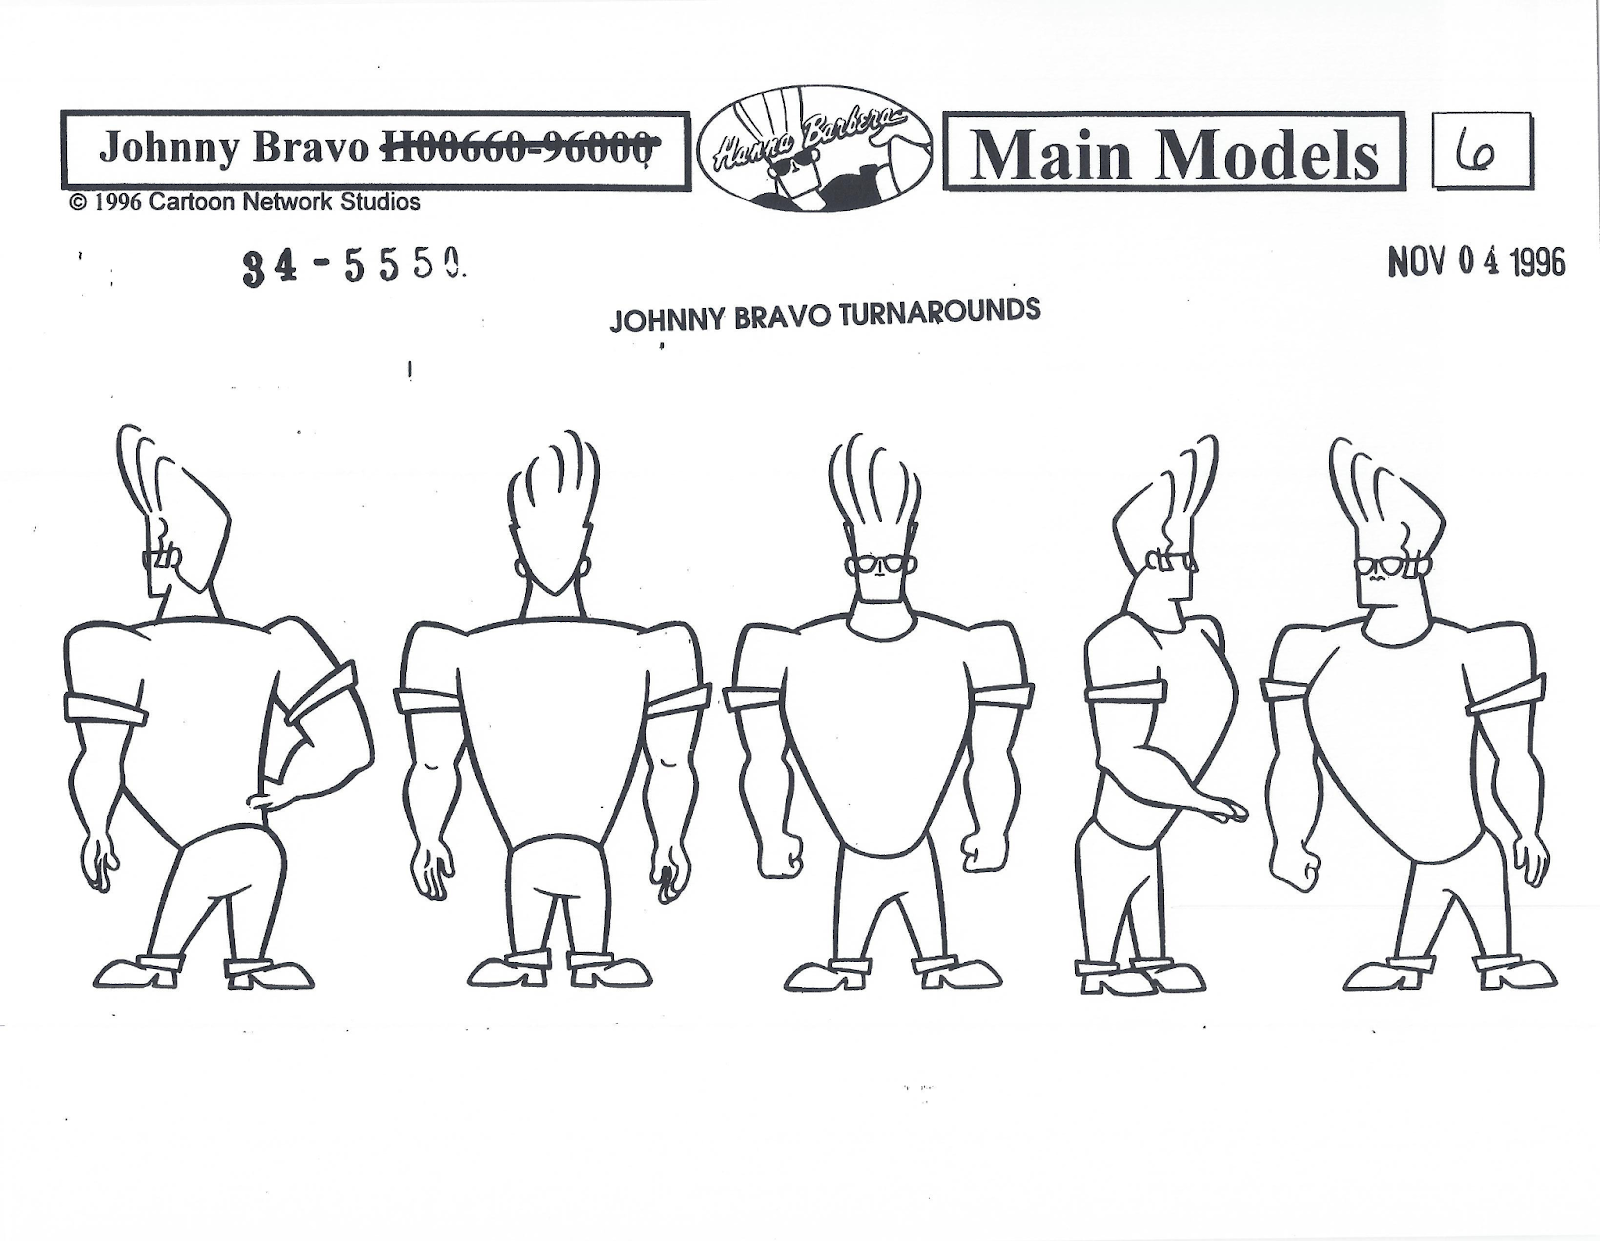 Johnny Bravo H00660-96000
Hanna Barbera
Main Models
6
© 1996 Cartoon Network Studios
34-5550.
NOV 04 1996
JOHNNY BRAVO TURNAROUNDS